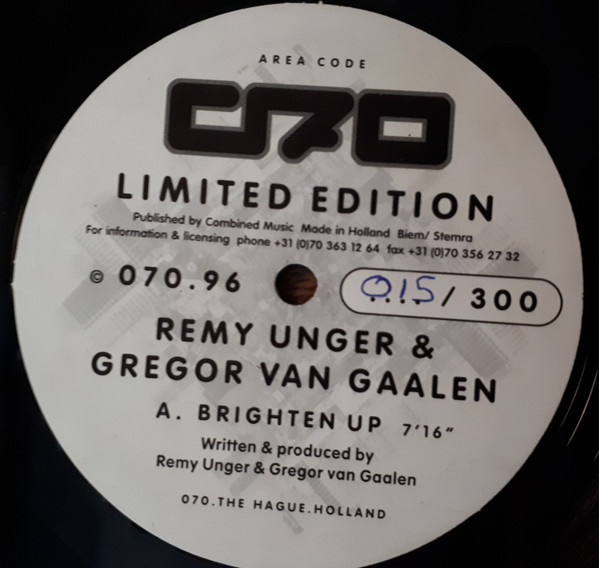 AREA CODE
070
LIMITED EDITION
Published by Combined Music Made in Holland Biem/ Stemra
For information & licensing phone +31 (0)70 363 12 64 fax +31 (0)70 356 27 32
© 070.96
015/ 300
REMY UNGER &
GREGOR VAN GAALEN
A. BRIGHTEN UP 7'16"
Written & produced by
Remy Unger & Gregor van Gaalen
070.THE HAGUE.HOLLAND